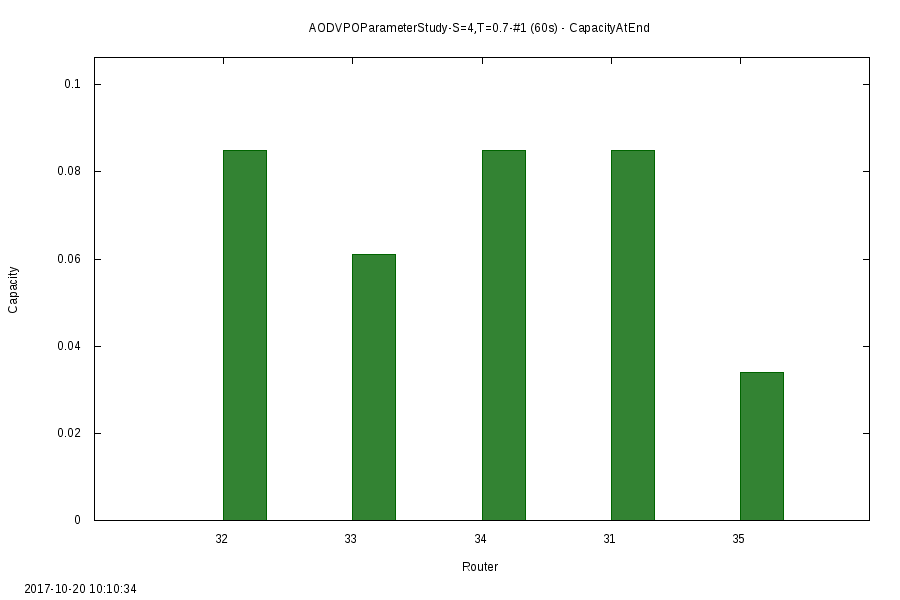 AODVPOParameterStudy-S=4,T=0.7-#1 (60s) - CapacityAtEnd
0.1
0.08
0.06
0.04
0.02
0
Capacity
32 33 34 31 35
Router
2017-10-20 10:10:34